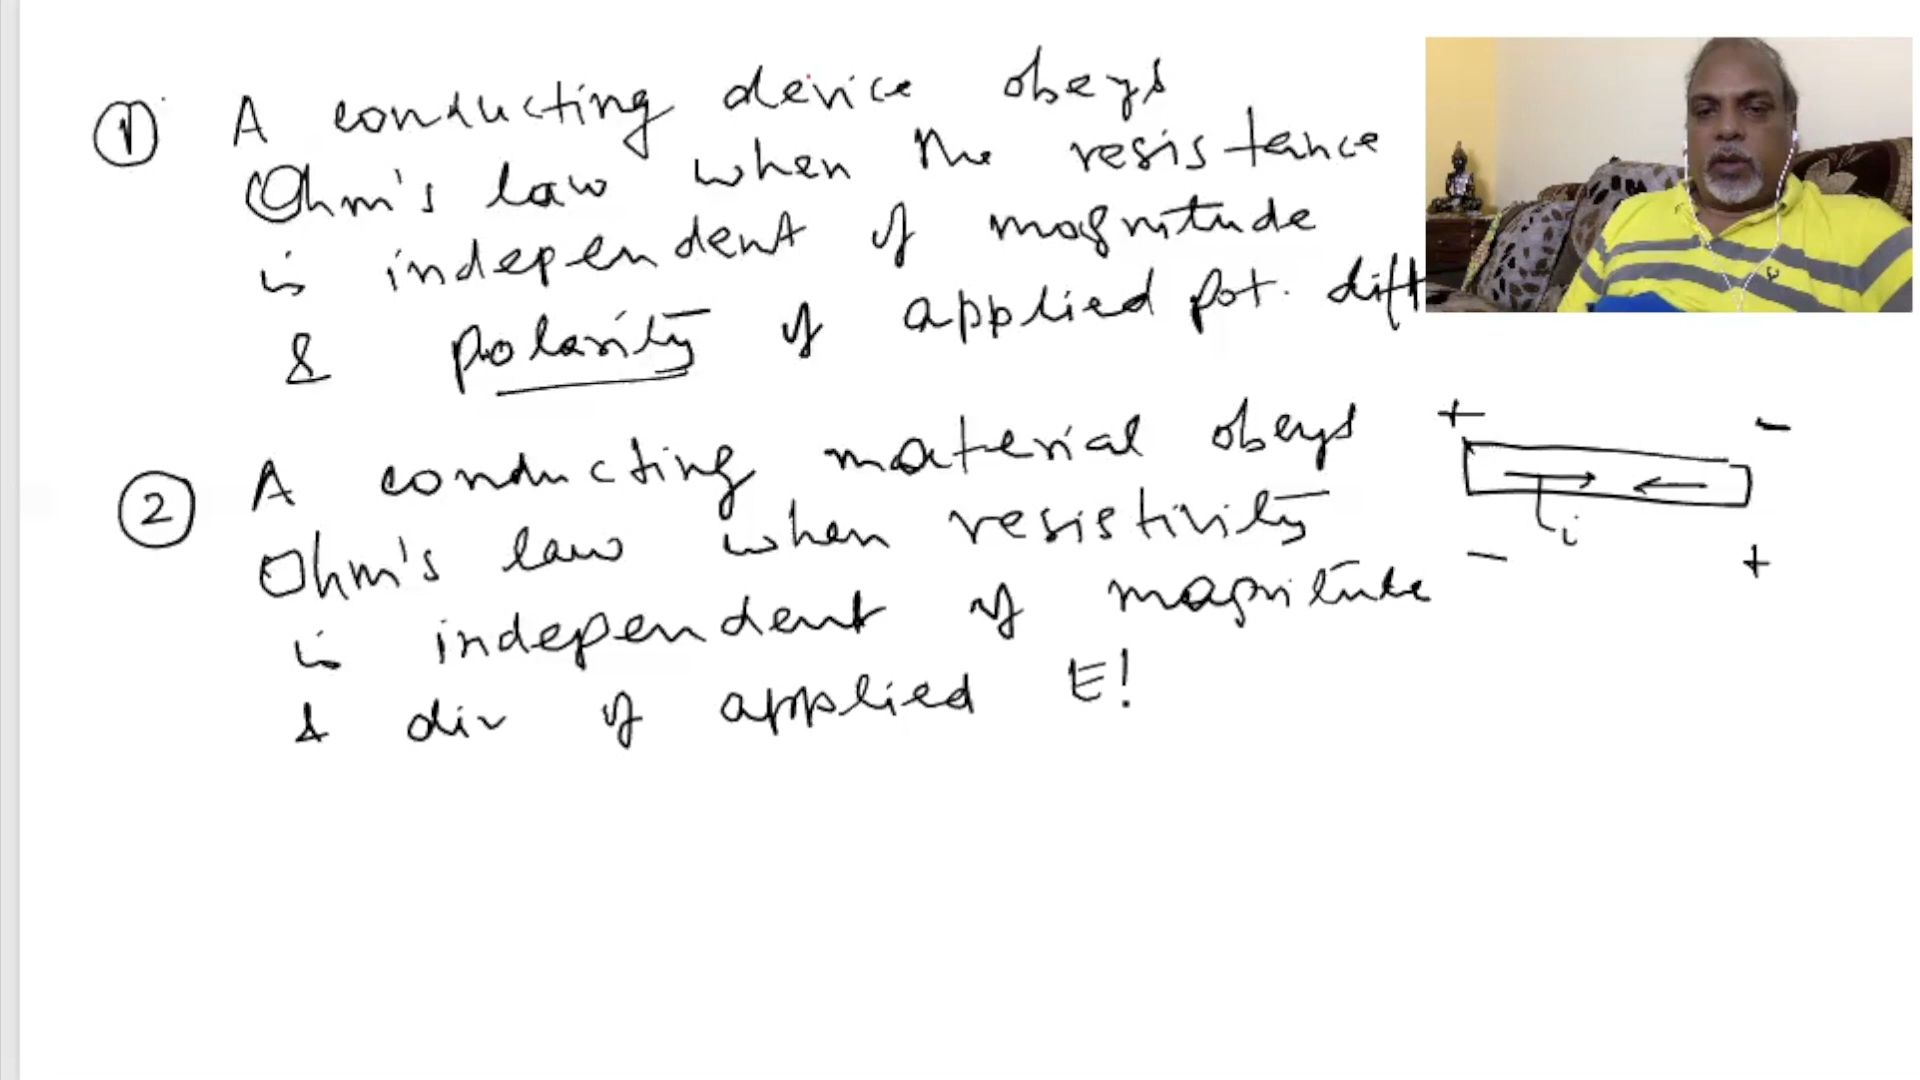 1 A conducting device obeys
Ohm's law when the resistance
is independent of magnitude
& polarity of applied pot. diff
2 A conducting material obeys
Ohm's law when resistivity
is independent of magnitude
& dir of applied E!
+ -
i
- +